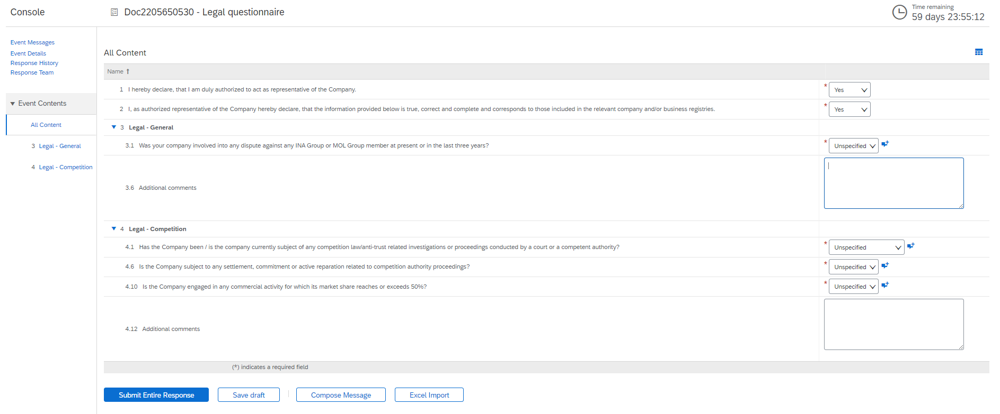 Console
Doc2205650530 - Legal questionnaire
Time remaining
59 days 23:55:12
Event Messages
Event Details
Response History
Response Team
Event Contents
All Content
3 Legal - General
4 Legal - Competition
All Content
Name ↑
1 I hereby declare, that I am duly authorized to act as representative of the Company.
* Yes
2 I, as authorized representative of the Company hereby declare, that the information provided below is true, correct and complete and corresponds to those included in the relevant company and/or business registries.
* Yes
3 Legal - General
3.1 Was your company involved into any dispute against any INA Group or MOL Group member at present or in the last three years?
* Unspecified
3.6 Additional comments
4 Legal - Competition
4.1 Has the Company been / is the company currently subject of any competition law/anti-trust related investigations or proceedings conducted by a court or a competent authority?
* Unspecified
4.6 Is the Company subject to any settlement, commitment or active reparation related to competition authority proceedings?
* Unspecified
4.10 Is the Company engaged in any commercial activity for which its market share reaches or exceeds 50%?
* Unspecified
4.12 Additional comments
(*) indicates a required field
Submit Entire Response
Save draft
Compose Message
Excel Import